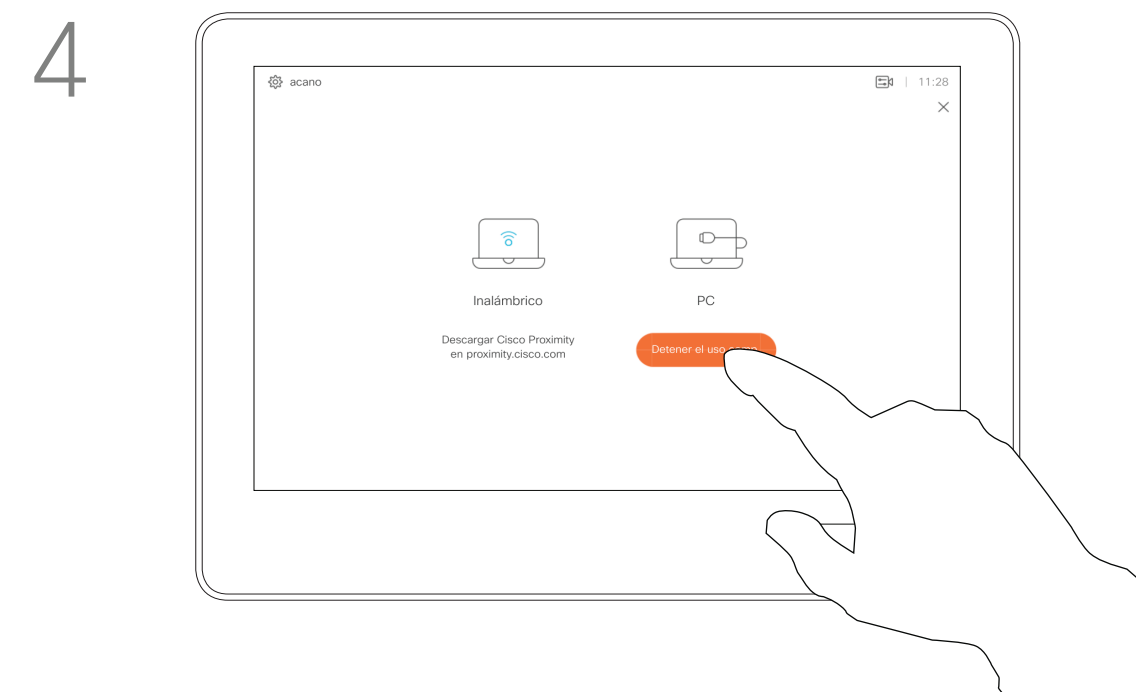 4
acano
11:28
Inalámbrico
PC
Descargar Cisco Proximity
en proximity.cisco.com
Detener el uso